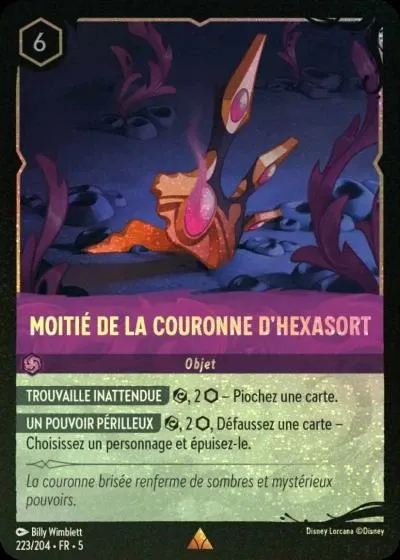 6
MOITIÉ DE LA COURONNE D'HEXASORT
Objet
TROUVAILLE INATTENDUE , 2 – Piochez une carte.
UN POUVOIR PÉRILLEUX , 2 , Défaussez une carte –
Choisissez un personnage et épuisez-le.
La couronne brisée renferme de sombres et mystérieux
pouvoirs.
Billy Wimblett
Disney Lorcana ©Disney
223/204 • FR • 5